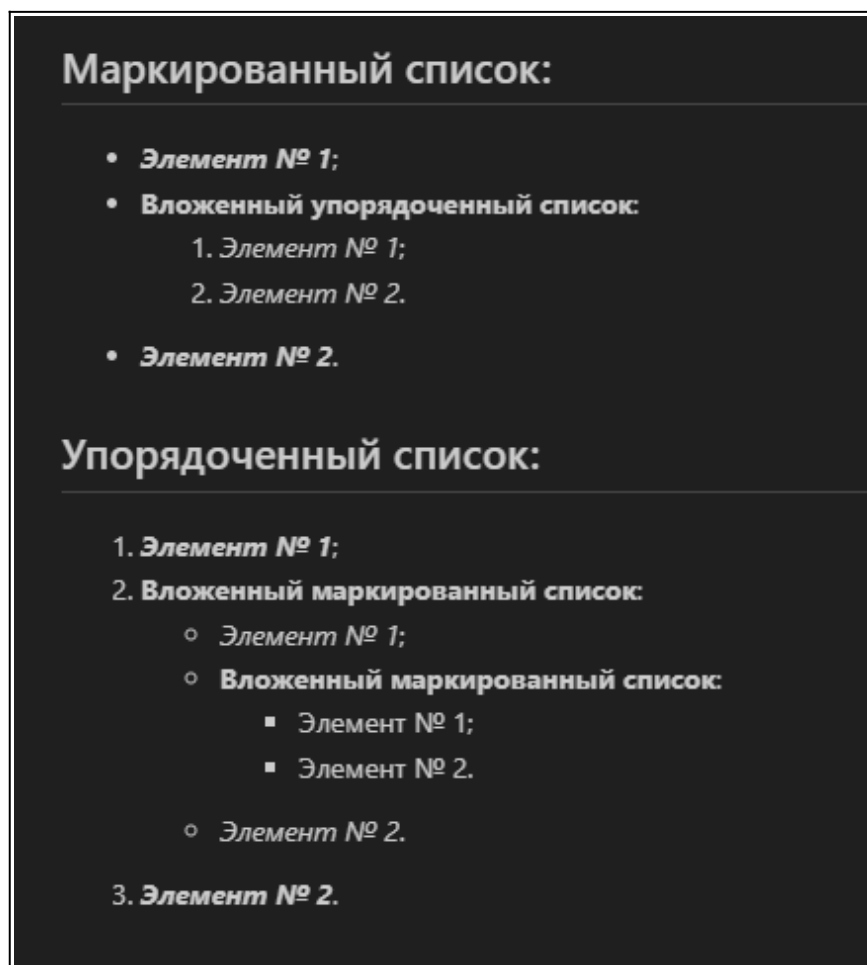 Маркированный список:
• Элемент № 1;
• Вложенный упорядоченный список:
1. Элемент № 1;
2. Элемент № 2.
• Элемент № 2.
Упорядоченный список:
1. Элемент № 1;
2. Вложенный маркированный список:
○ Элемент № 1;
○ Вложенный маркированный список:
▪ Элемент № 1;
▪ Элемент № 2.
○ Элемент № 2.
3. Элемент № 2.